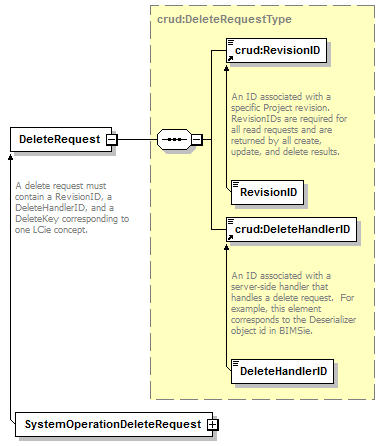 crud:DeleteRequestType
crud:RevisionID
An ID associated with a
specific Project revision.
RevisionIDs are required for
all read requests and are
returned by all create,
update, and delete results.
DeleteRequest
A delete request must
contain a RevisionID, a
DeleteHandlerID, and a
DeleteKey corresponding to
one LCie concept.
RevisionID
crud:DeleteHandlerID
An ID associated with a
server-side handler that
handles a delete request.  For
example, this element
corresponds to the Deserializer
object id in BIMSie.
DeleteHandlerID
SystemOperationDeleteRequest